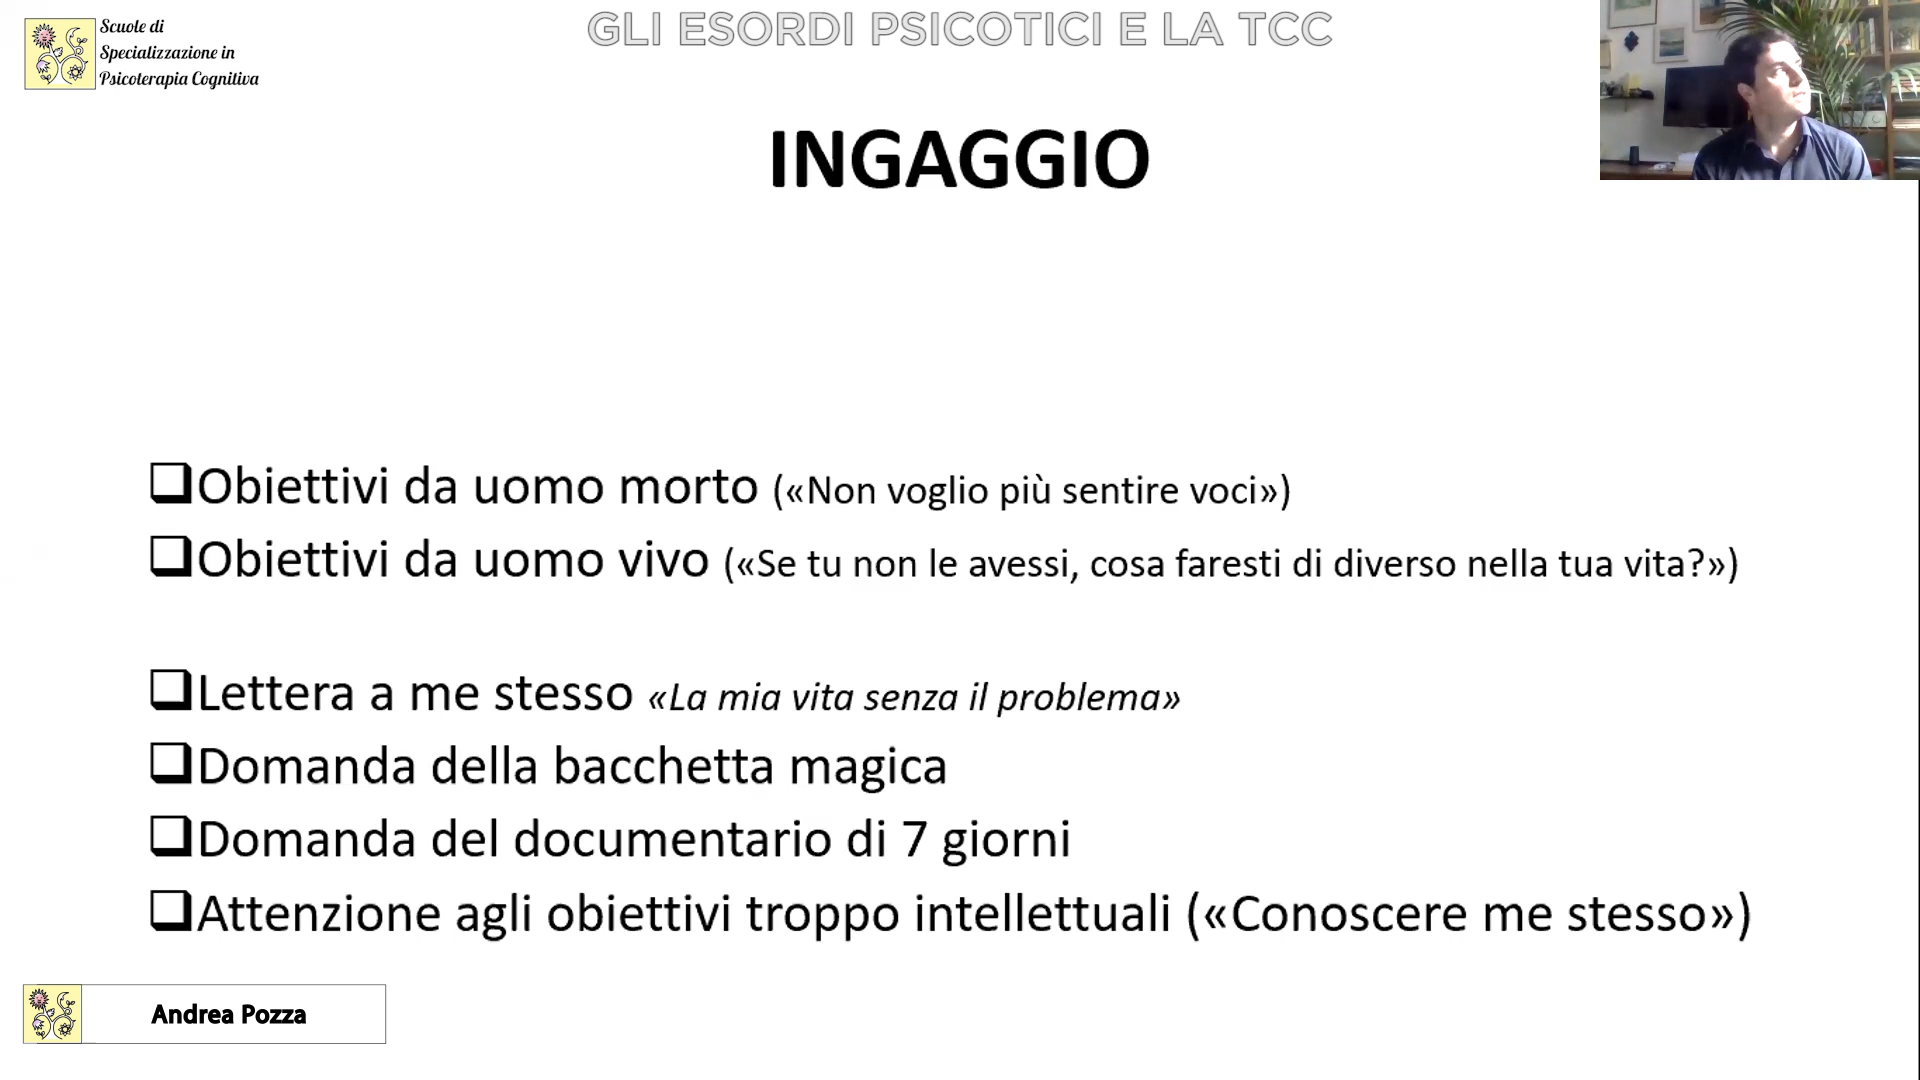 Scuole di
Specializzazione in
Psicoterapia Cognitiva
GLI ESORDI PSICOTICI E LA TCC
INGAGGIO
❑Obiettivi da uomo morto («Non voglio più sentire voci»)
❑Obiettivi da uomo vivo («Se tu non le avessi, cosa faresti di diverso nella tua vita?»)
❑Lettera a me stesso «La mia vita senza il problema»
❑Domanda della bacchetta magica
❑Domanda del documentario di 7 giorni
❑Attenzione agli obiettivi troppo intellettuali («Conoscere me stesso»)
Andrea Pozza